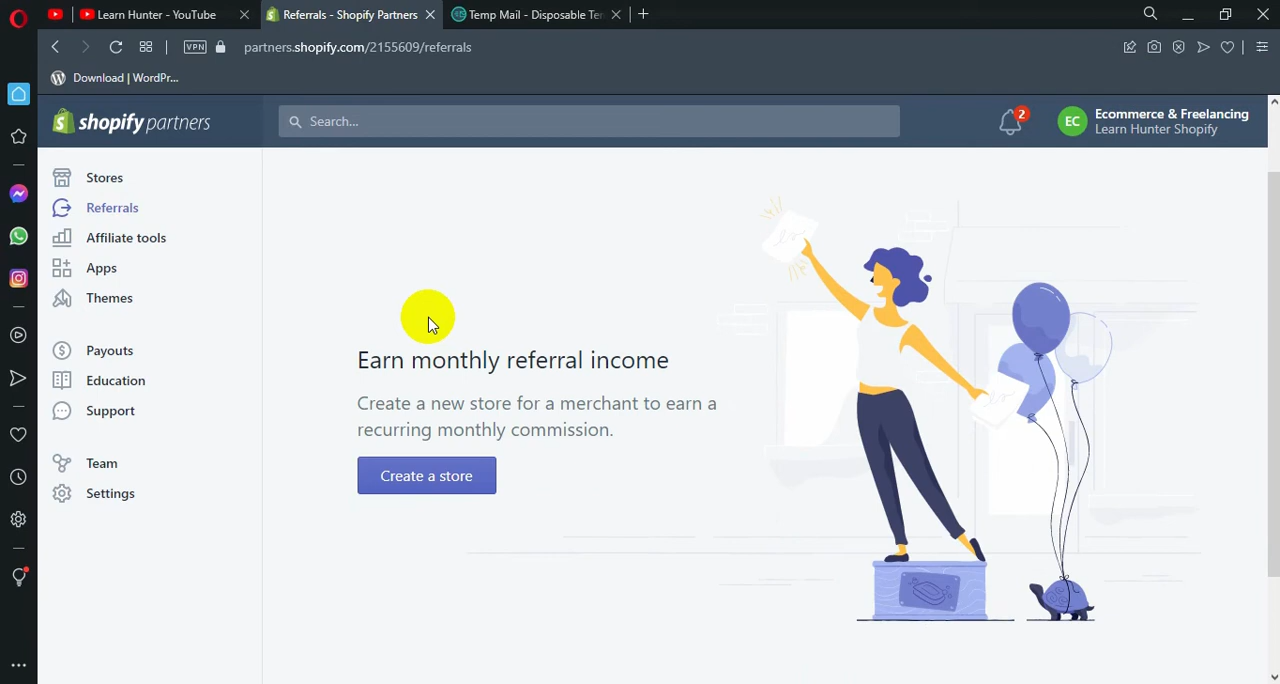 Learn Hunter - YouTube
Referrals - Shopify Partners
Temp Mail - Disposable Te
VPN
partners.shopify.com/2155609/referrals
Download | WordPr...
shopify partners
Search...
2
EC
Ecommerce & Freelancing
Learn Hunter Shopify
Stores
Referrals
Affiliate tools
Apps
Themes
Payouts
Education
Support
Team
Settings
Earn monthly referral income
Create a new store for a merchant to earn a
recurring monthly commission.
Create a store